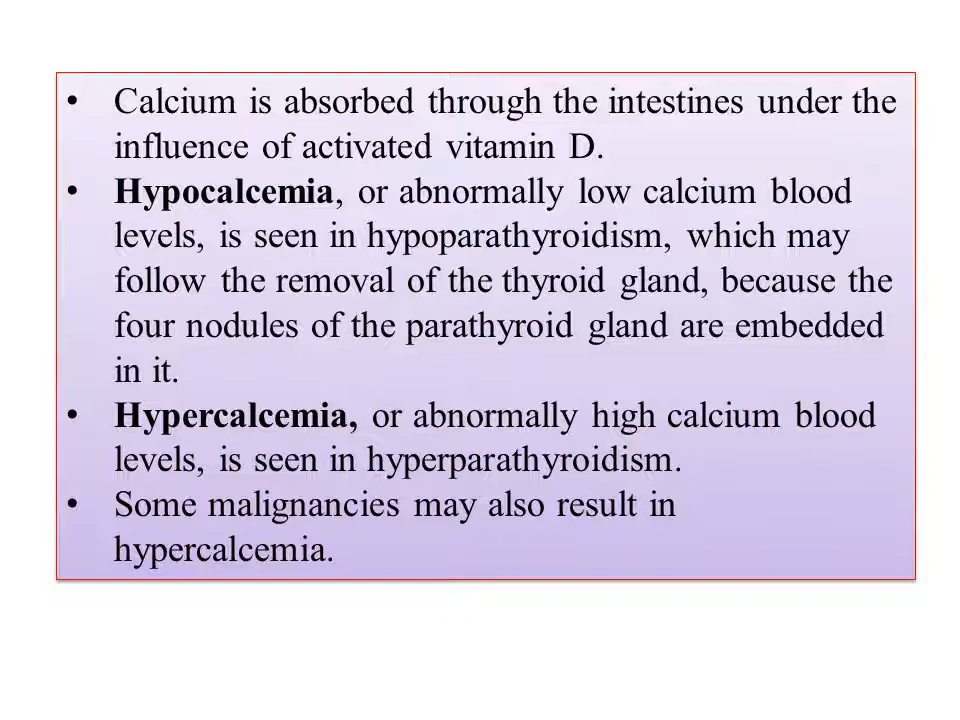 • Calcium is absorbed through the intestines under the
influence of activated vitamin D.
• Hypocalcemia, or abnormally low calcium blood
levels, is seen in hypoparathyroidism, which may
follow the removal of the thyroid gland, because the
four nodules of the parathyroid gland are embedded
in it.
• Hypercalcemia, or abnormally high calcium blood
levels, is seen in hyperparathyroidism.
• Some malignancies may also result in
hypercalcemia.